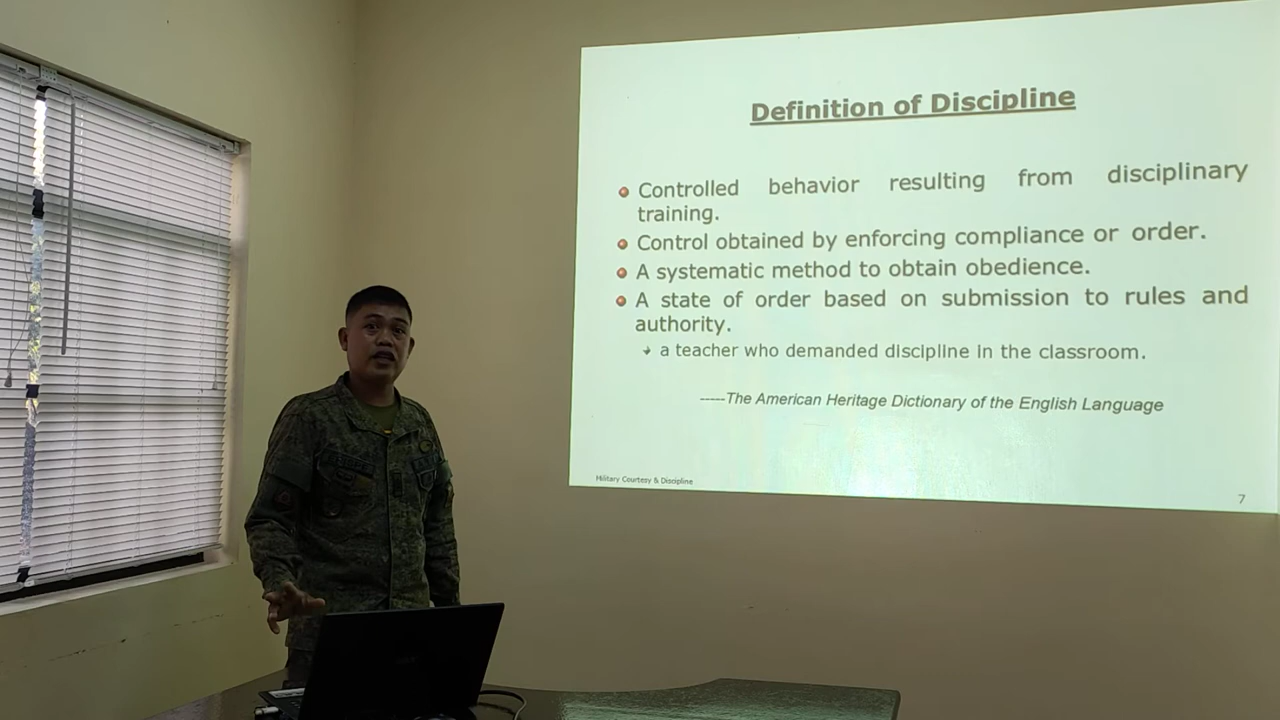 Definition of Discipline
Controlled behavior resulting from disciplinary
training.
Control obtained by enforcing compliance or order.
A systematic method to obtain obedience.
A state of order based on submission to rules and
authority.
a teacher who demanded discipline in the classroom.
-----The American Heritage Dictionary of the English Language
Military Courtesy & Discipline
7